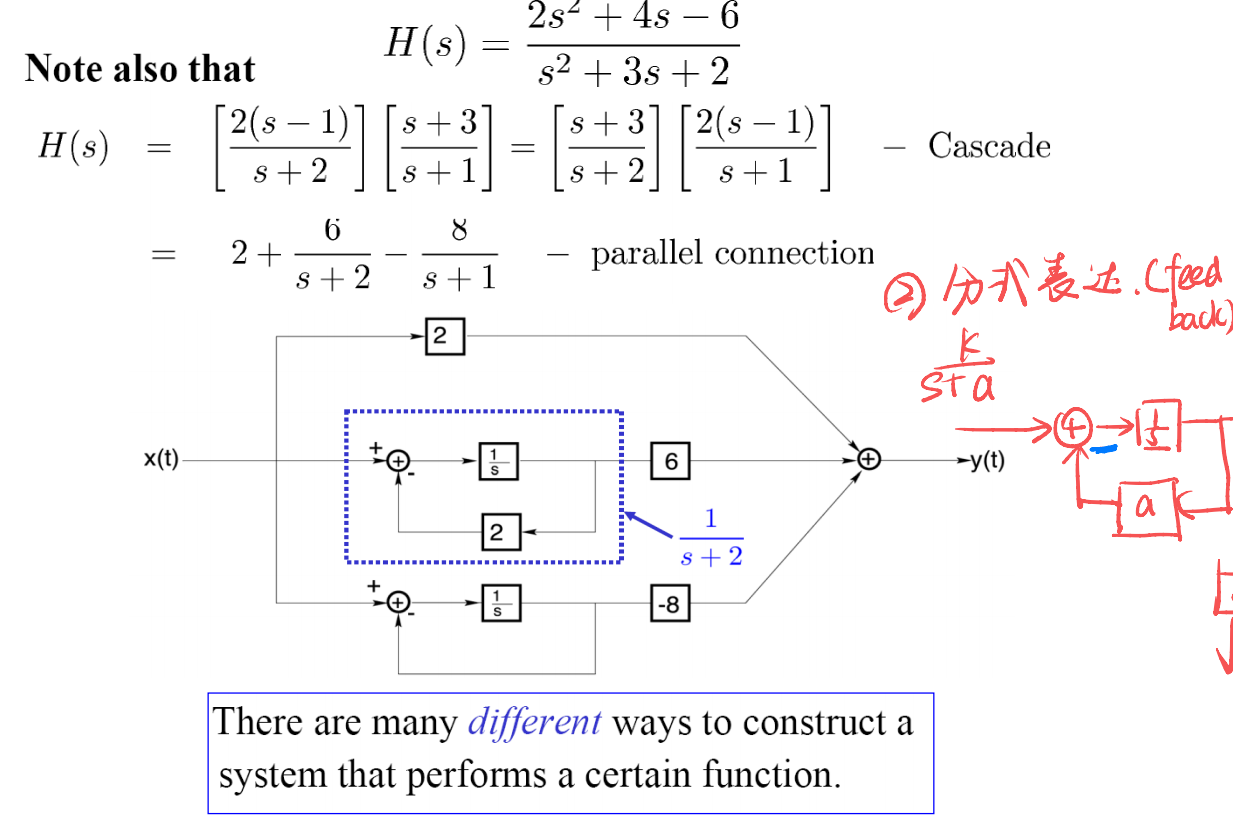 H(s) = \frac{2s^2 + 4s - 6}{s^2 + 3s + 2}
Note also that
H(s) = \left[\frac{2(s-1)}{s+2}\right]\left[\frac{s+3}{s+1}\right] = \left[\frac{s+3}{s+2}\right]\left[\frac{2(s-1)}{s+1}\right] – Cascade
= 2 + \frac{6}{s+2} - \frac{8}{s+1} – parallel connection
② 分式表达.(feed
back)
\frac{k}{s+a}
2
+ \frac{1}{s}
x(t) + + - \frac{1}{s} 6 + y(t)
a
2
\frac{1}{s+2}
+ + - \frac{1}{s} -8
There are many different ways to construct a
system that performs a certain function.